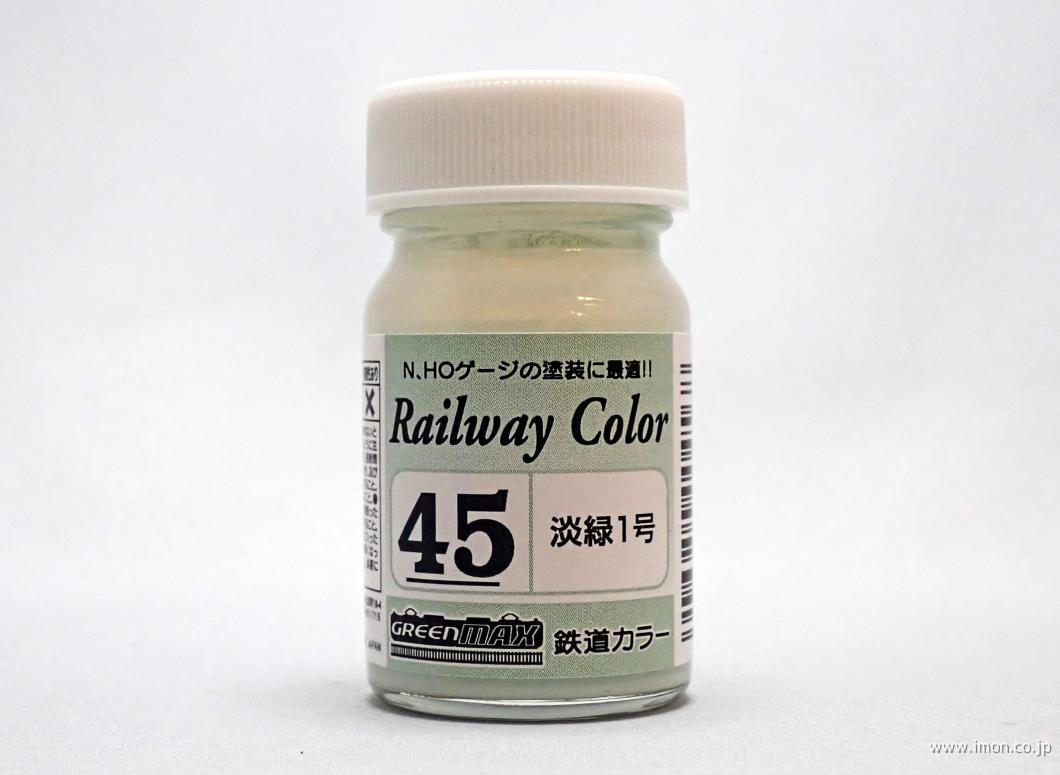 N、HOゲージの塗装に最適!!
Railway Color
45
淡緑1号
GREENMAX
鉄道カラー
JAPAN
www.imon.co.jp